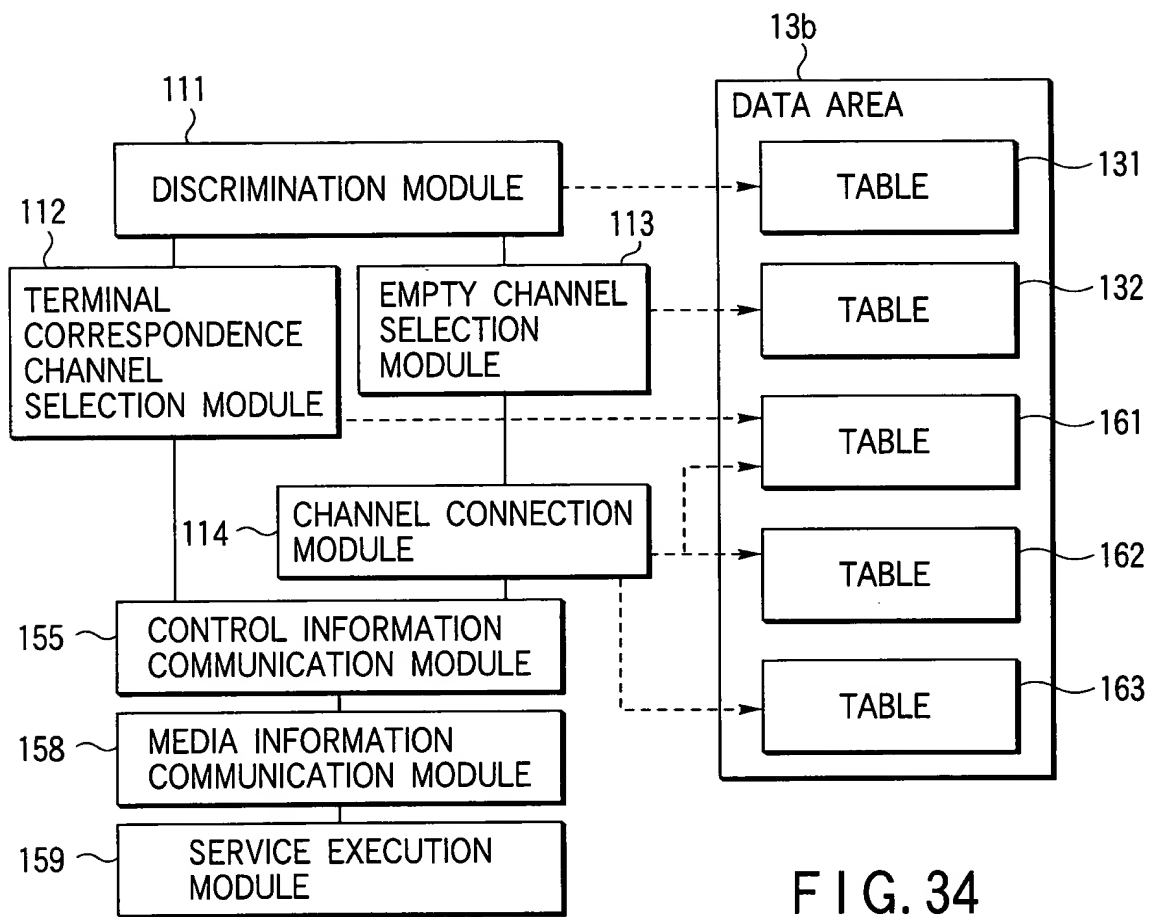 13b
DATA AREA
111
DISCRIMINATION MODULE
TABLE
131
112
TERMINAL
CORRESPONDENCE
CHANNEL
SELECTION MODULE
113
EMPTY CHANNEL
SELECTION
MODULE
TABLE
132
TABLE
161
114
CHANNEL CONNECTION
MODULE
TABLE
162
155
CONTROL INFORMATION
COMMUNICATION MODULE
TABLE
163
158
MEDIA INFORMATION
COMMUNICATION MODULE
159
SERVICE EXECUTION
MODULE
FIG. 34